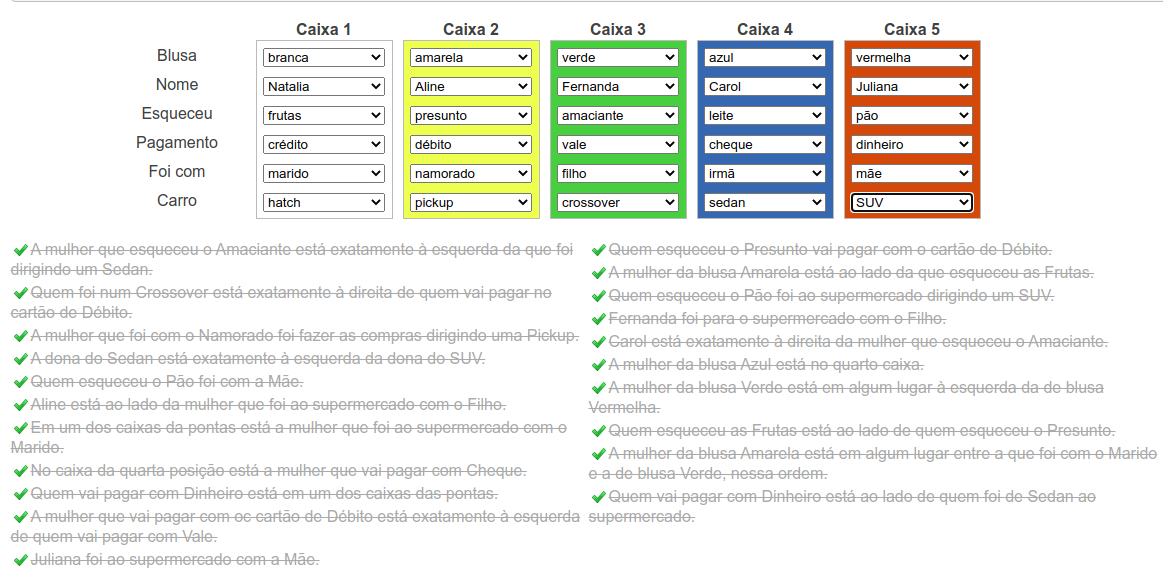 Caixa 1 Caixa 2 Caixa 3 Caixa 4 Caixa 5
Blusa branca amarela verde azul vermelha
Nome Natalia Aline Fernanda Carol Juliana
Esqueceu frutas presunto amaciante leite pão
Pagamento crédito débito vale cheque dinheiro
Foi com marido namorado filho irmã mãe
Carro hatch pickup crossover sedan SUV
A mulher que esqueceu o Amaciante está exatamente à esquerda da que foi
dirigindo um Sedan.
Quem foi num Crossover está exatamente à direita de quem vai pagar no
cartão de Débito.
A mulher que foi com o Namorado foi fazer as compras dirigindo uma Pickup.
A dona do Sedan está exatamente à esquerda da dona do SUV.
Quem esqueceu o Pão foi com a Mãe.
Aline está ao lado da mulher que foi ao supermercado com o Filho.
Em um dos caixas da pontas está a mulher que foi ao supermercado com o
Marido.
No caixa da quarta posição está a mulher que vai pagar com Cheque.
Quem vai pagar com Dinheiro está em um dos caixas das pontas.
A mulher que vai pagar com oc cartão de Débito está exatamente à esquerda
de quem vai pagar com Vale.
Juliana foi ao supermercado com a Mãe.
Quem esqueceu o Presunto vai pagar com o cartão de Débito.
A mulher da blusa Amarela está ao lado da que esqueceu as Frutas.
Quem esqueceu o Pão foi ao supermercado dirigindo um SUV.
Fernanda foi para o supermercado com o Filho.
Carol está exatamente à direita da mulher que esqueceu o Amaciante.
A mulher da blusa Azul está no quarto caixa.
A mulher da blusa Verde está em algum lugar à esquerda da de blusa
Vermelha.
Quem esqueceu as Frutas está ao lado de quem esqueceu o Presunto.
A mulher da blusa Amarela está em algum lugar entre a que foi com o Marido
e a de blusa Verde, nessa ordem.
Quem vai pagar com Dinheiro está ao lado de quem foi de Sedan ao
supermercado.